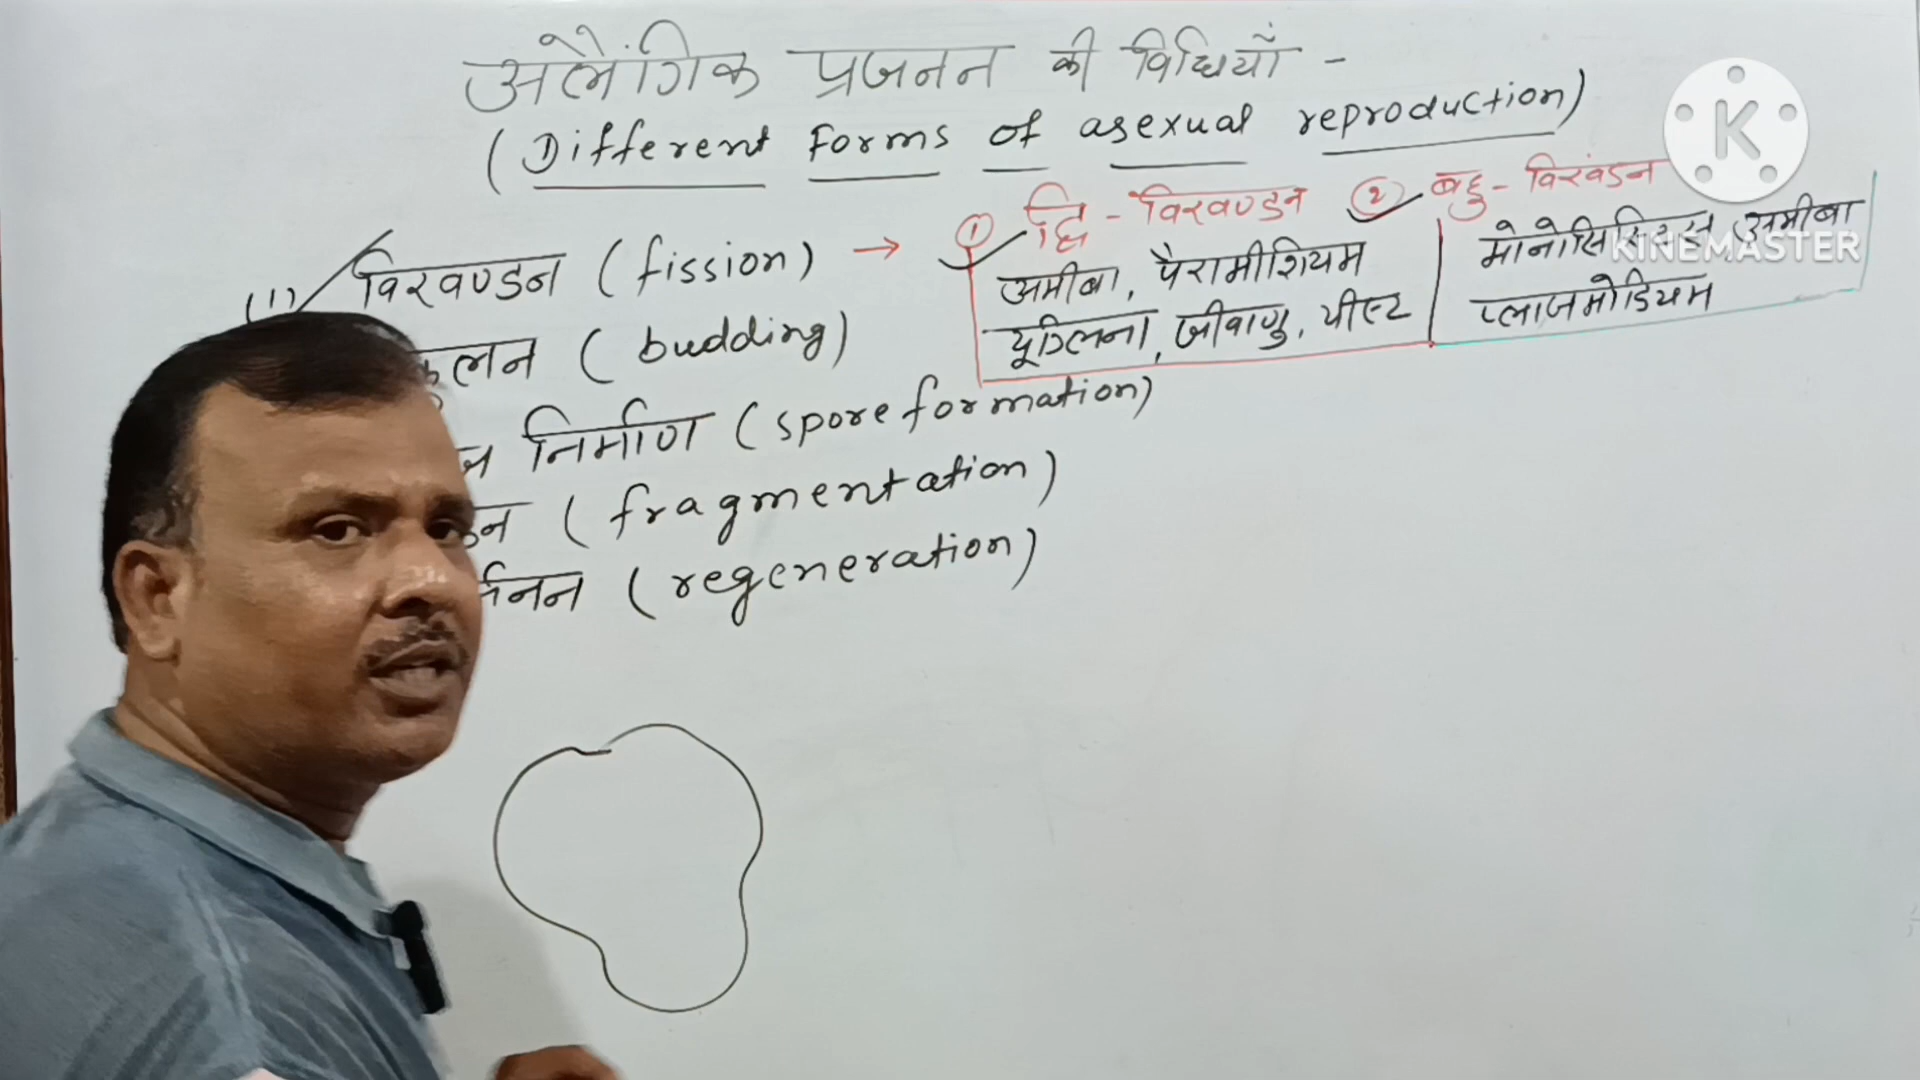 अलैंगिक प्रजनन की विधियाँ -
(Different Forms of asexual reproduction)
(1) विखण्डन (fission) → ① द्वि - विखण्डन ② बहु - विखंडन
अमीबा, पैरामीशियम
यूग्लिना, जीवाणु, यीस्ट
मोनोसिस्टिस, अमीबा
प्लाजमोडियम
कुलन (budding)
निर्माण (spore formation)
(fragmentation)
(regeneration)
K
KINEMASTER